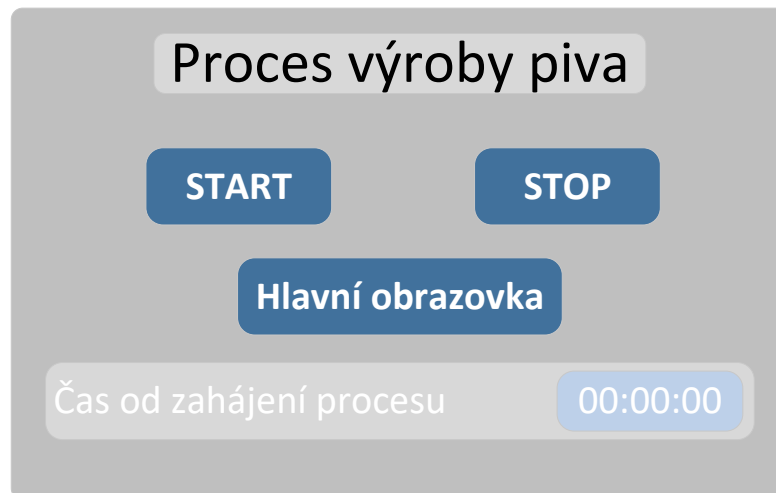 Proces výroby piva
START STOP
Hlavní obrazovka
Čas od zahájení procesu 00:00:00